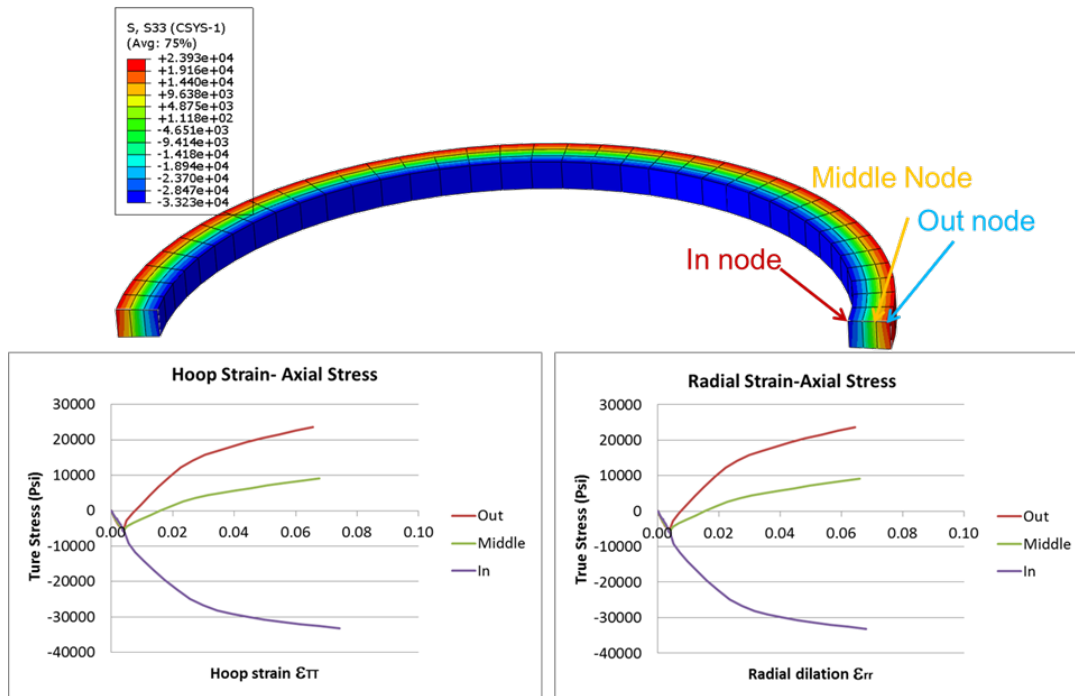 S, S33 (CSYS-1)
(Avg: 75%)
+2.393e+04
+1.916e+04
+1.440e+04
+9.638e+03
+4.875e+03
+1.118e+02
-4.651e+03
-9.414e+03
-1.418e+04
-1.894e+04
-2.370e+04
-2.847e+04
-3.323e+04
Middle Node
Out node
In node
Hoop Strain- Axial Stress
30000
20000
10000
0
-10000
-20000
-30000
-40000
0.00
0.02
0.04
0.06
0.08
0.10
Ture Stress (Psi)
Out
Middle
In
Hoop strain ƐTT
Radial Strain-Axial Stress
30000
20000
10000
0
-10000
-20000
-30000
-40000
0.00
0.02
0.04
0.06
0.08
0.10
True Stress (Psi)
Out
Middle
In
Radial dilation Ɛrr